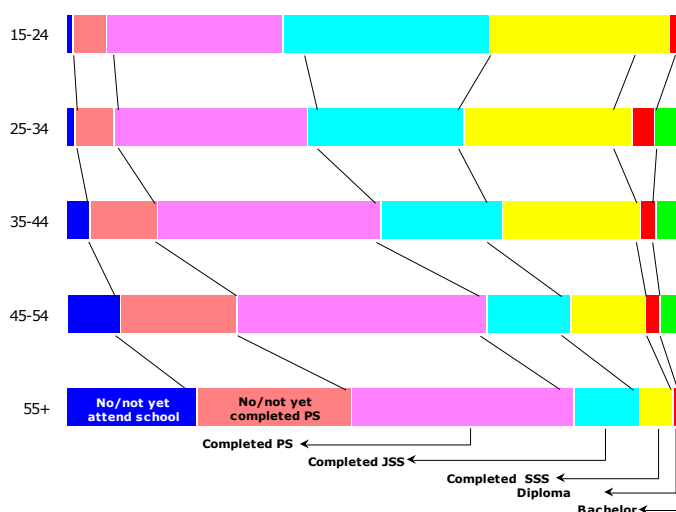 15-24
25-34
35-44
45-54
55+
No/not yet
attend school
No/not yet
completed PS
Completed PS
Completed JSS
Completed SSS
Diploma
Bachelor